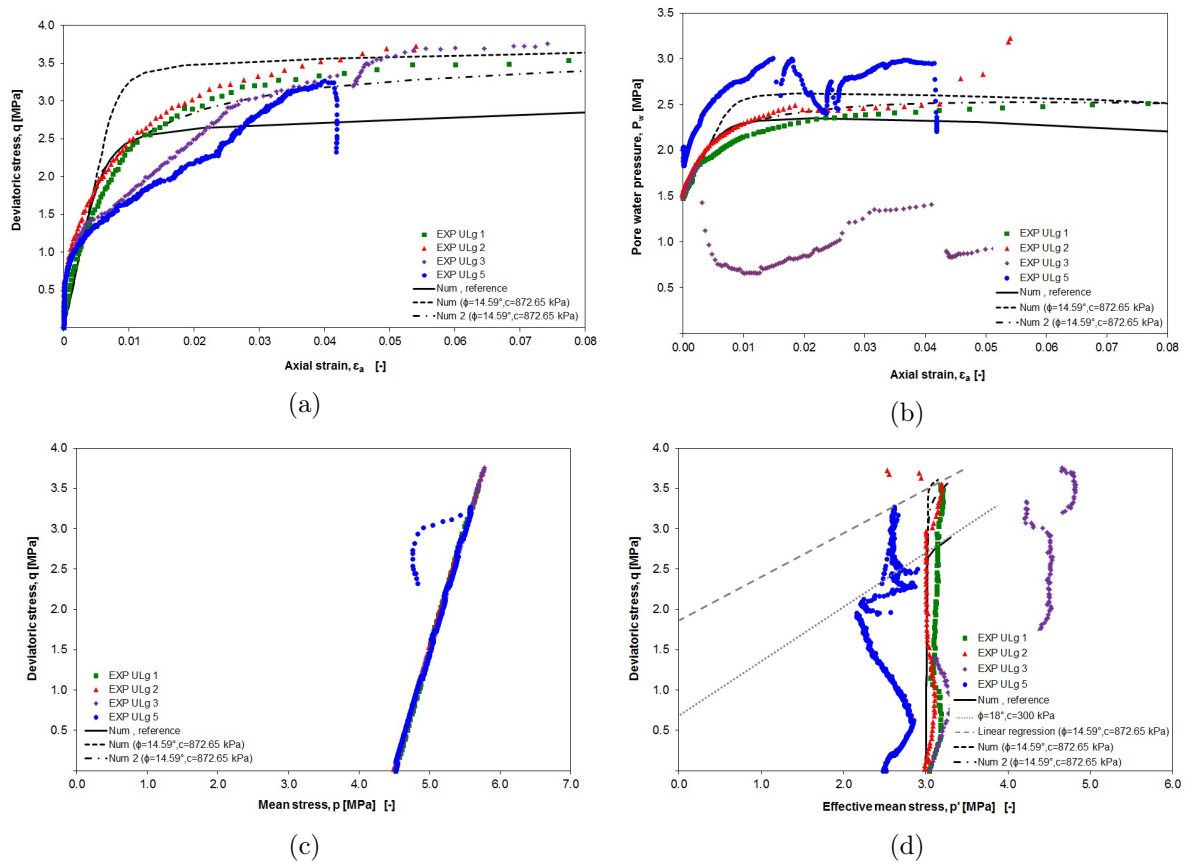 4.0
3.5
3.0
2.5
2.0
1.5
1.0
0.5
Deviatoric stress, q [MPa]
EXP ULg 1
EXP ULg 2
EXP ULg 3
EXP ULg 5
Num , reference
Num (ϕ=14.59°,c=872.65 kPa)
Num 2 (ϕ=14.59°,c=872.65 kPa)
0 0.01 0.02 0.03 0.04 0.05 0.06 0.07 0.08
Axial strain, εa [-]
(a)
3.5
3.0
2.5
2.0
1.5
1.0
0.5
Pore water pressure, Pw [MPa]
EXP ULg 1
EXP ULg 2
EXP ULg 3
EXP ULg 5
Num , reference
Num (ϕ=14.59°,c=872.65 kPa)
Num 2 (ϕ=14.59°,c=872.65 kPa)
0.00 0.01 0.02 0.03 0.04 0.05 0.06 0.07 0.08
Axial strain, εa [-]
(b)
4.0
3.5
3.0
2.5
2.0
1.5
1.0
0.5
Deviatoric stress, q [MPa]
EXP ULg 1
EXP ULg 2
EXP ULg 3
EXP ULg 5
Num , reference
Num (ϕ=14.59°,c=872.65 kPa)
Num 2 (ϕ=14.59°,c=872.65 kPa)
0.0 1.0 2.0 3.0 4.0 5.0 6.0 7.0
Mean stress, p [MPa] [-]
(c)
4.0
3.5
3.0
2.5
2.0
1.5
1.0
0.5
Deviatoric stress, q [MPa]
EXP ULg 1
EXP ULg 2
EXP ULg 3
EXP ULg 5
Num , reference
ϕ=18°,c=300 kPa
Linear regression (ϕ=14.59°,c=872.65 kPa)
Num (ϕ=14.59°,c=872.65 kPa)
Num 2 (ϕ=14.59°,c=872.65 kPa)
0.0 1.0 2.0 3.0 4.0 5.0 6.0
Effective mean stress, p' [MPa] [-]
(d)